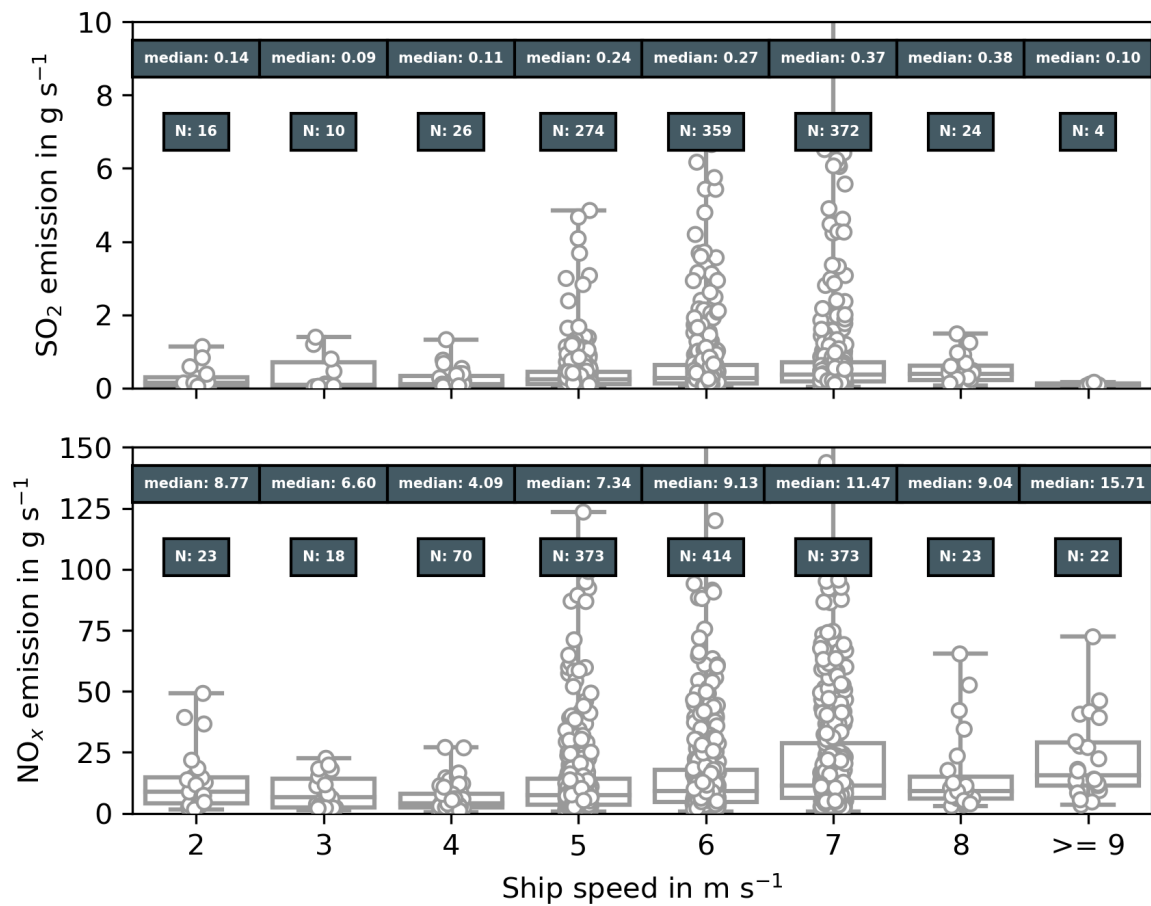 10
median: 0.14 median: 0.09 median: 0.11 median: 0.24 median: 0.27 median: 0.37 median: 0.38 median: 0.10
8
N: 16 N: 10 N: 26 N: 274 N: 359 N: 372 N: 24 N: 4
6
4
2
0
SO₂ emission in g s⁻¹
150
median: 8.77 median: 6.60 median: 4.09 median: 7.34 median: 9.13 median: 11.47 median: 9.04 median: 15.71
125
N: 23 N: 18 N: 70 N: 373 N: 414 N: 373 N: 23 N: 22
100
75
50
25
0
NOₓ emission in g s⁻¹
2 3 4 5 6 7 8 >= 9
Ship speed in m s⁻¹